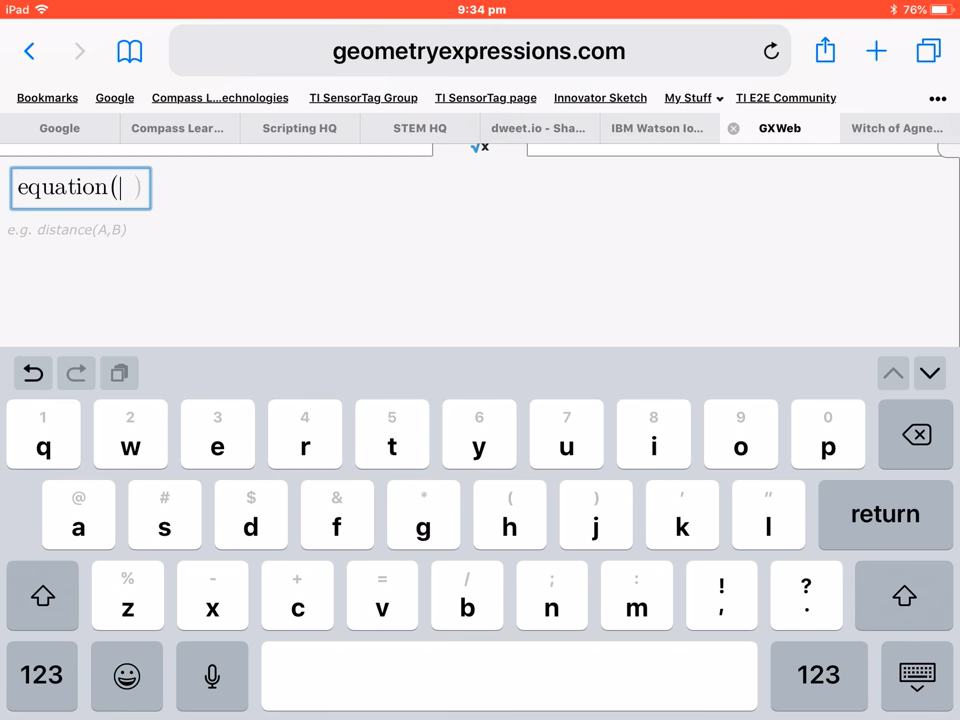 iPad 9:34 pm 76%
geometryexpressions.com
Bookmarks Google Compass L...echnologies TI SensorTag Group TI SensorTag page Innovator Sketch My Stuff TI E2E Community •••
Google Compass Lear... Scripting HQ STEM HQ dweet.io - Sha... IBM Watson Io... GXWeb Witch of Agne...
√x
equation( )
e.g. distance(A,B)
1 2 3 4 5 6 7 8 9 0
q w e r t y u i o p
@ # $ & * ( ) ' "
a s d f g h j k l return
% - + = / ; : ! ?
z x c v b n m , .
123 123